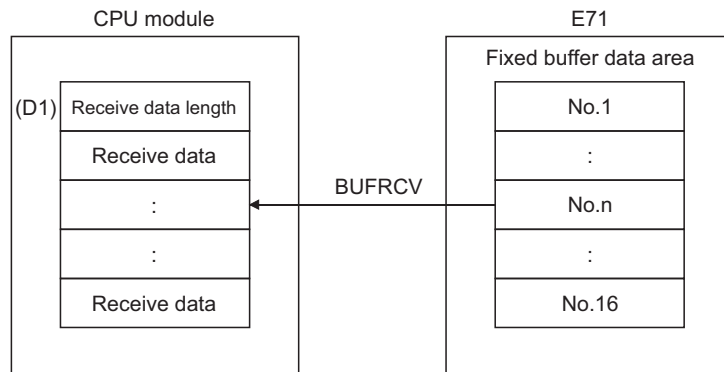 CPU module
E71
Fixed buffer data area
(D1)
Receive data length
No.1
Receive data
:
BUFRCV
:
No.n
:
:
Receive data
No.16